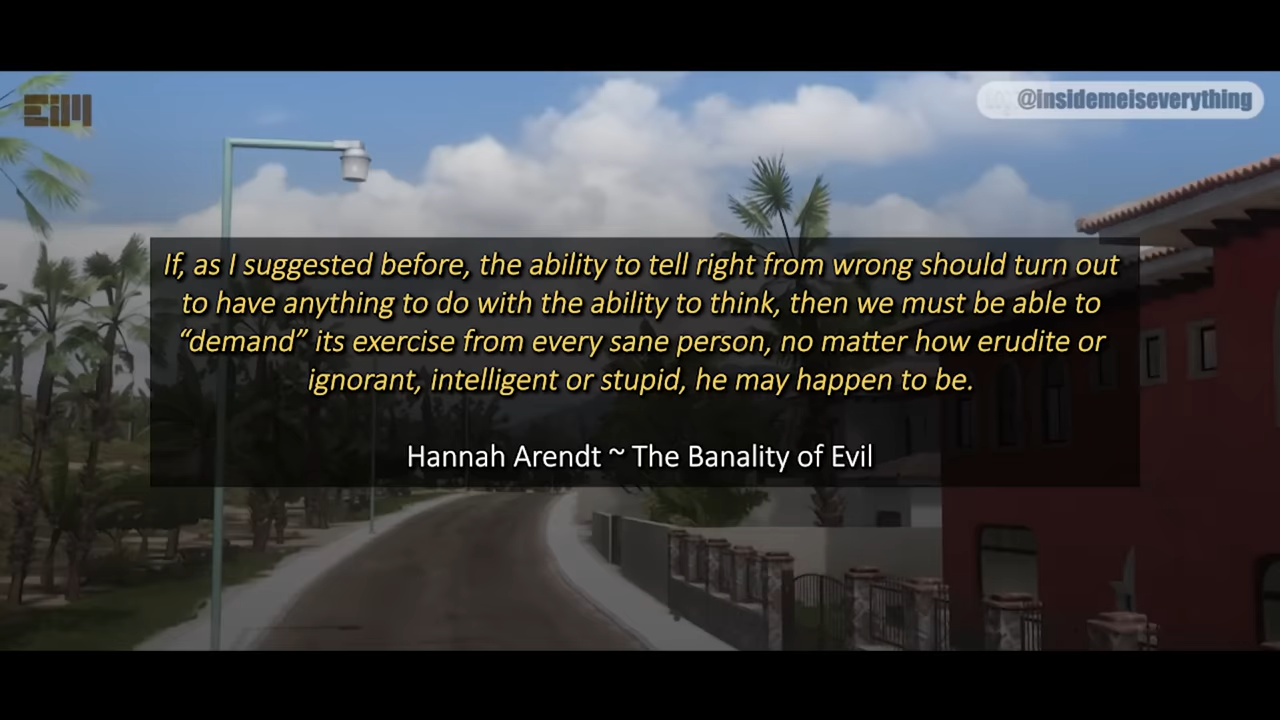 EiM
@insidemeiseverything
If, as I suggested before, the ability to tell right from wrong should turn out
to have anything to do with the ability to think, then we must be able to
“demand” its exercise from every sane person, no matter how erudite or
ignorant, intelligent or stupid, he may happen to be.
Hannah Arendt ~ The Banality of Evil